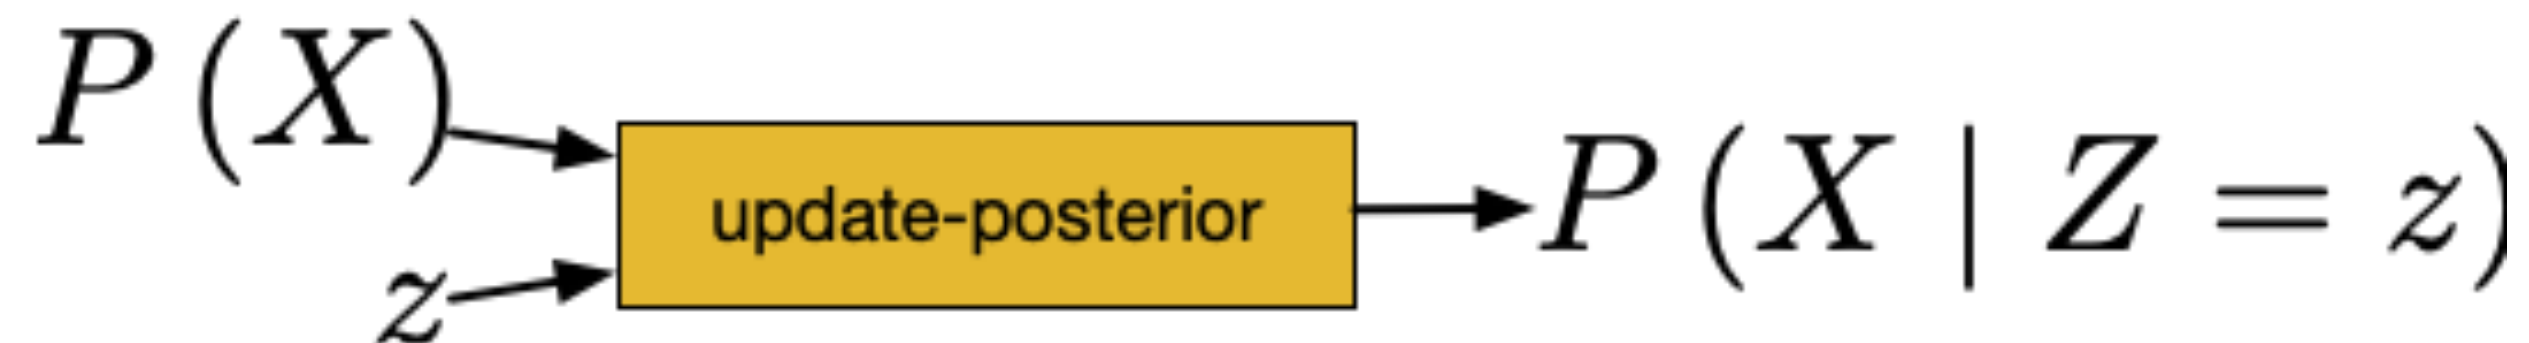 P (X)
update-posterior
z
P (X | Z = z)